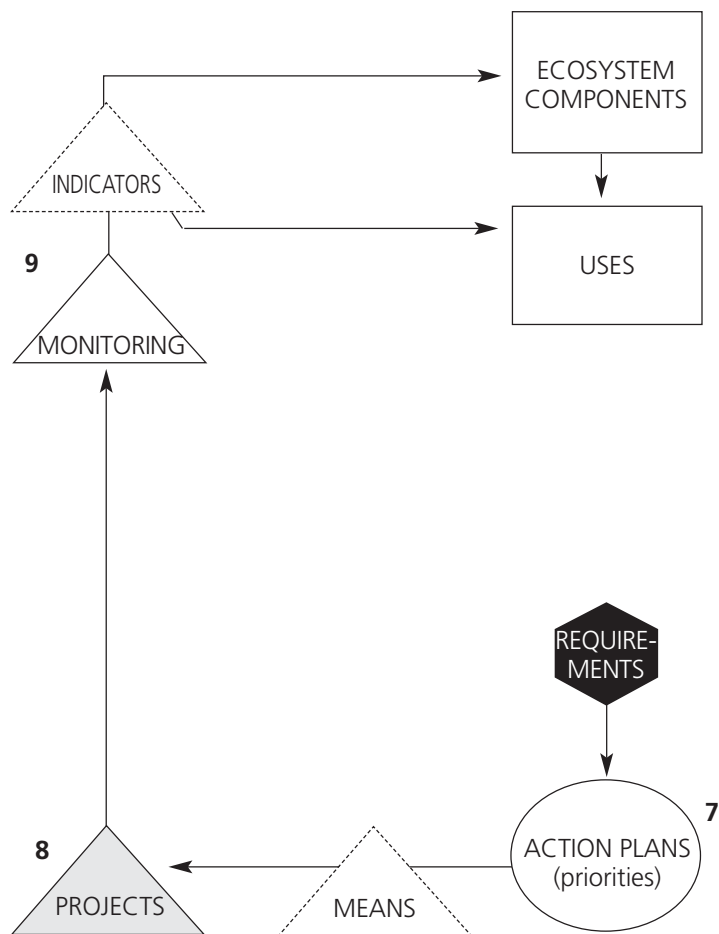 ECOSYSTEM
COMPONENTS
INDICATORS
USES
9
MONITORING
REQUIRE-
MENTS
7
ACTION PLANS
(priorities)
8
PROJECTS
MEANS